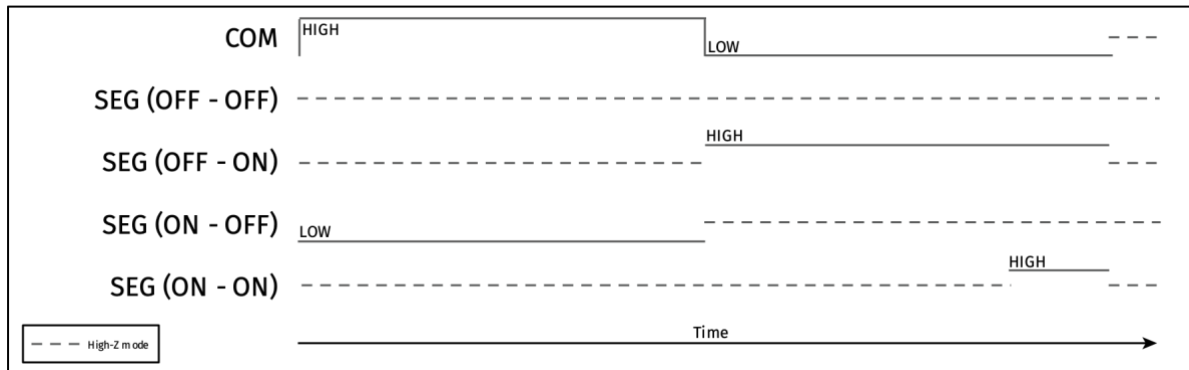 COM
HIGH
LOW
SEG (OFF - OFF)
SEG (OFF - ON)
HIGH
SEG (ON - OFF)
LOW
SEG (ON - ON)
HIGH
High-Z mode
Time